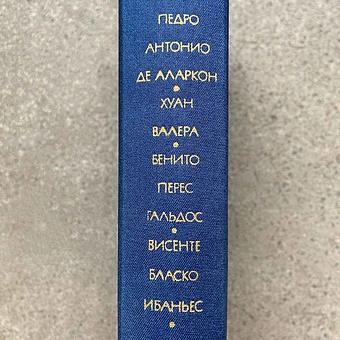 ПЕДРО
АНТОНИО
ДЕ АЛАРКОН
ХУАН
ВАЛЕРА
БЕНИТО
ПЕРЕС
ГАЛЬДОС
ВИСЕНТЕ
БЛАСКО
ИБАНЬЕС